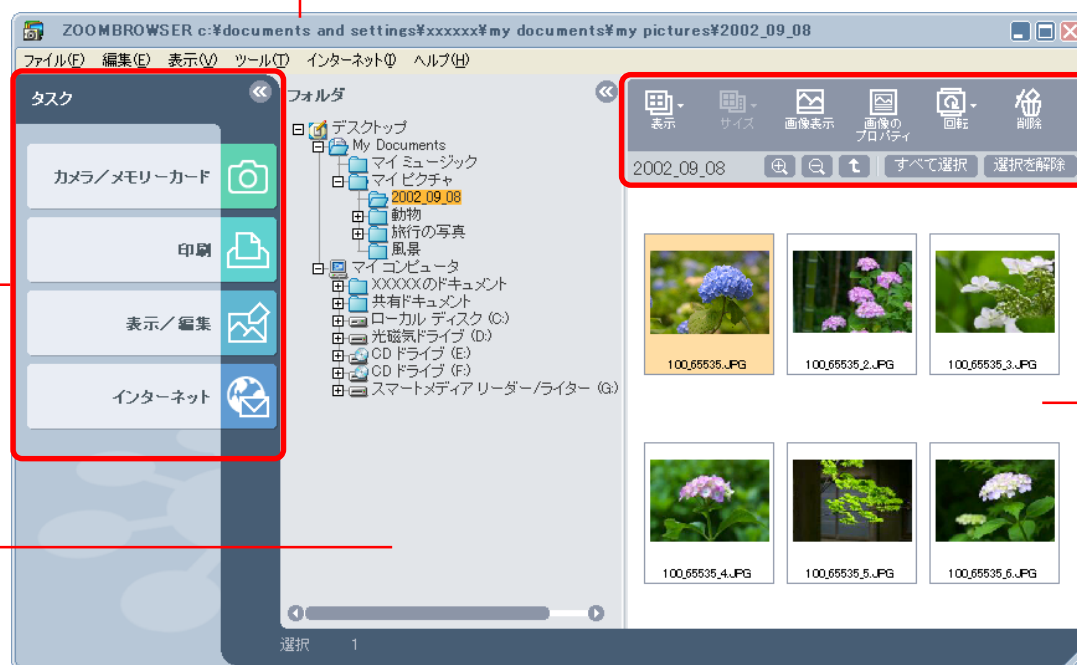 ZOOMBROWSER c:¥documents and settings¥xxxxxx¥my documents¥my pictures¥2002_09_08
ファイル(F) 編集(E) 表示(V) ツール(T) インターネット(I) ヘルプ(H)
タスク
カメラ／メモリーカード
印刷
表示／編集
インターネット
フォルダ
デスクトップ
My Documents
マイ ミュージック
マイ ピクチャ
2002_09_08
動物
旅行の写真
風景
マイ コンピュータ
XXXXXのドキュメント
共有ドキュメント
ローカル ディスク (C:)
光磁気ドライブ (D:)
CD ドライブ (E:)
CD ドライブ (F:)
スマートメディア リーダー/ライター (G:)
表示 サイズ 画像表示 画像の 回転 削除
プロパティ
2002_09_08 すべて選択 選択を解除
100_65535.JPG 100_65535_2.JPG 100_65535_3.JPG
100_65535_4.JPG 100_65535_5.JPG 100_65535_6.JPG
選択 1